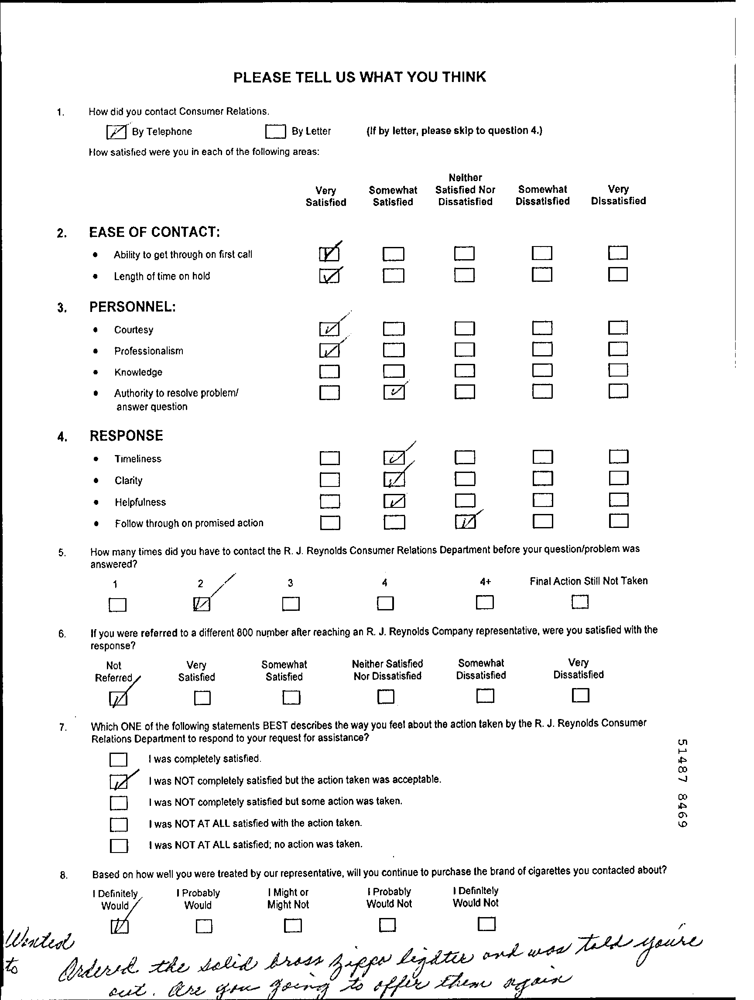 PLEASE TELL US WHAT YOU THINK
1. How did you contact Consumer Relations.
By Telephone By Letter (If by letter, please skip to question 4.)
How satisfied were you in each of the following areas:
Very Satisfied Somewhat Satisfied Neither Satisfied Nor Dissatisfied Somewhat Dissatisfied Very Dissatisfied
2. EASE OF CONTACT:
• Ability to get through on first call
• Length of time on hold
3. PERSONNEL:
• Courtesy
• Professionalism
• Knowledge
• Authority to resolve problem/
answer question
4. RESPONSE
• Timeliness
• Clarity
• Helpfulness
• Follow through on promised action
5. How many times did you have to contact the R. J. Reynolds Consumer Relations Department before your question/problem was
answered?
1 2 3 4 4+ Final Action Still Not Taken
6. If you were referred to a different 800 number after reaching an R. J. Reynolds Company representative, were you satisfied with the
response?
Not Referred Very Satisfied Somewhat Satisfied Neither Satisfied Nor Dissatisfied Somewhat Dissatisfied Very Dissatisfied
7. Which ONE of the following statements BEST describes the way you feel about the action taken by the R. J. Reynolds Consumer
Relations Department to respond to your request for assistance?
I was completely satisfied.
I was NOT completely satisfied but the action taken was acceptable.
I was NOT completely satisfied but some action was taken.
I was NOT AT ALL satisfied with the action taken.
I was NOT AT ALL satisfied; no action was taken.
51487 8469
8. Based on how well you were treated by our representative, will you continue to purchase the brand of cigarettes you contacted about?
I Definitely Would I Probably Would I Might or Might Not I Probably Would Not I Definitely Would Not
Wanted
to Ordered the solid brass zippo lighter and was told you're
out. Are you going to offer them again